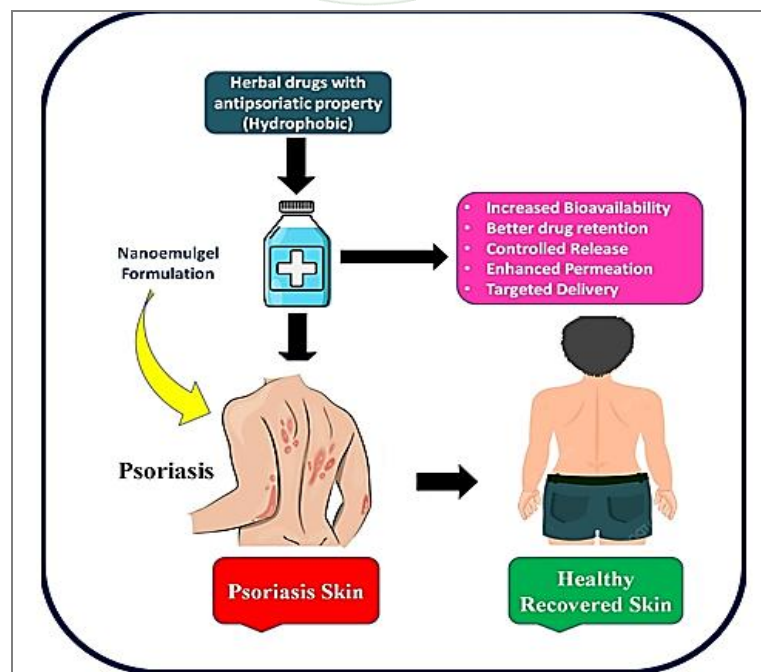 Herbal drugs with
antipsoriatic property
(Hydrophobic)
• Increased Bioavailability
• Better drug retention
• Controlled Release
• Enhanced Permeation
• Targeted Delivery
Nanoemulgel
Formulation
Psoriasis
Psoriasis Skin
Healthy
Recovered Skin